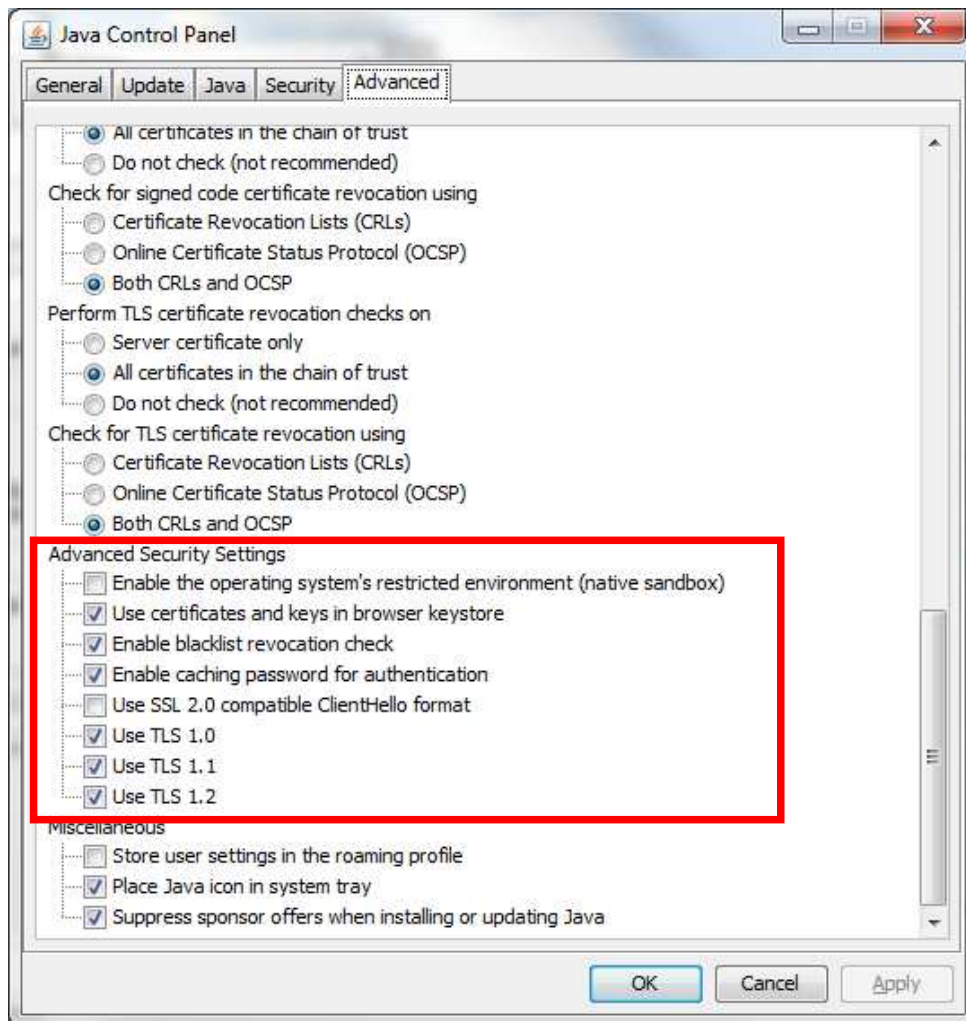 Java Control Panel
General Update Java Security Advanced
All certificates in the chain of trust
Do not check (not recommended)
Check for signed code certificate revocation using
Certificate Revocation Lists (CRLs)
Online Certificate Status Protocol (OCSP)
Both CRLs and OCSP
Perform TLS certificate revocation checks on
Server certificate only
All certificates in the chain of trust
Do not check (not recommended)
Check for TLS certificate revocation using
Certificate Revocation Lists (CRLs)
Online Certificate Status Protocol (OCSP)
Both CRLs and OCSP
Advanced Security Settings
Enable the operating system's restricted environment (native sandbox)
Use certificates and keys in browser keystore
Enable blacklist revocation check
Enable caching password for authentication
Use SSL 2.0 compatible ClientHello format
Use TLS 1.0
Use TLS 1.1
Use TLS 1.2
Miscellaneous
Store user settings in the roaming profile
Place Java icon in system tray
Suppress sponsor offers when installing or updating Java
OK Cancel Apply